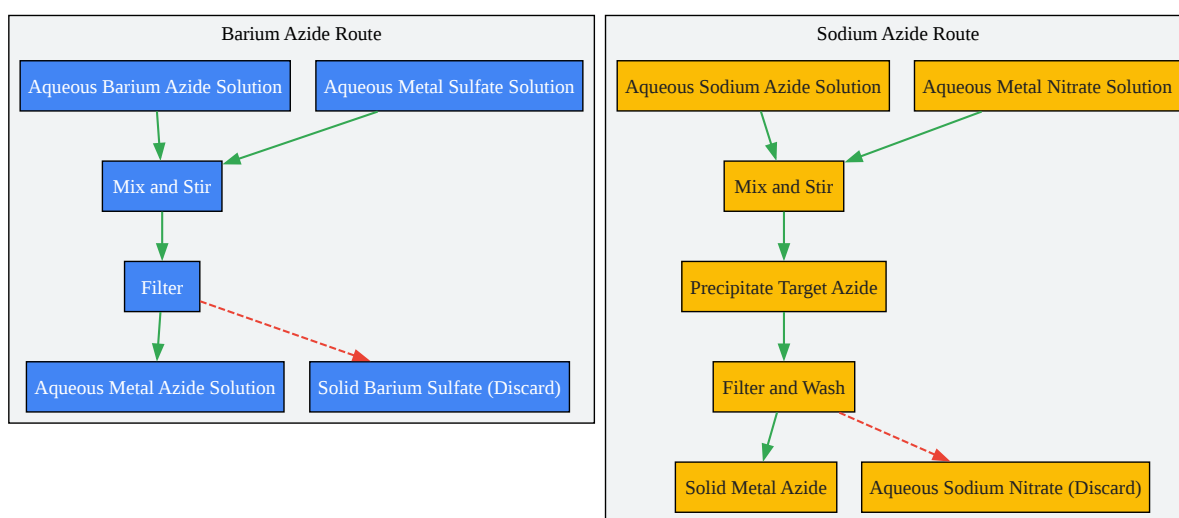 Barium Azide Route
Aqueous Barium Azide Solution
Aqueous Metal Sulfate Solution
Mix and Stir
Filter
Aqueous Metal Azide Solution
Solid Barium Sulfate (Discard)
Sodium Azide Route
Aqueous Sodium Azide Solution
Aqueous Metal Nitrate Solution
Mix and Stir
Precipitate Target Azide
Filter and Wash
Solid Metal Azide
Aqueous Sodium Nitrate (Discard)